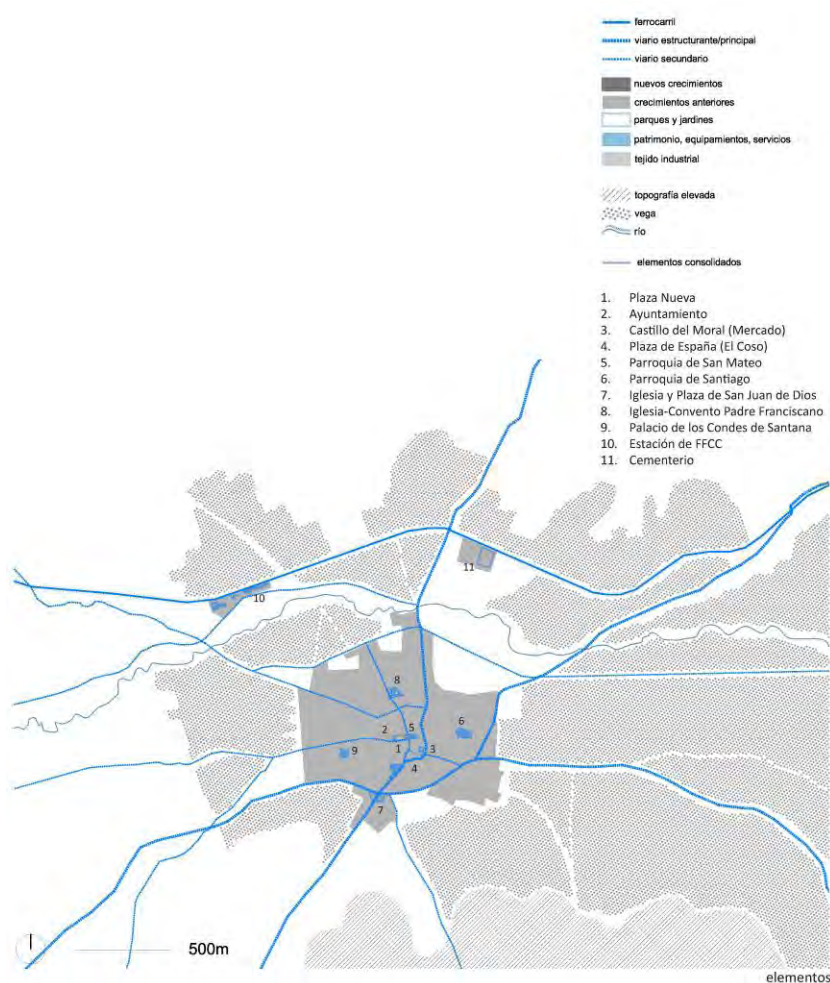 ferrocarril
viario estructurante/principal
viario secundario
nuevos crecimientos
crecimientos anteriores
parques y jardines
patrimonio, equipamientos, servicios
tejido industrial
topografía elevada
vega
río
elementos consolidados
1. Plaza Nueva
2. Ayuntamiento
3. Castillo del Moral (Mercado)
4. Plaza de España (El Coso)
5. Parroquia de San Mateo
6. Parroquia de Santiago
7. Iglesia y Plaza de San Juan de Dios
8. Iglesia-Convento Padre Franciscano
9. Palacio de los Condes de Santana
10. Estación de FFCC
11. Cementerio
11
10
8
6
2 5
1 3
9
4
7
500m
elementos